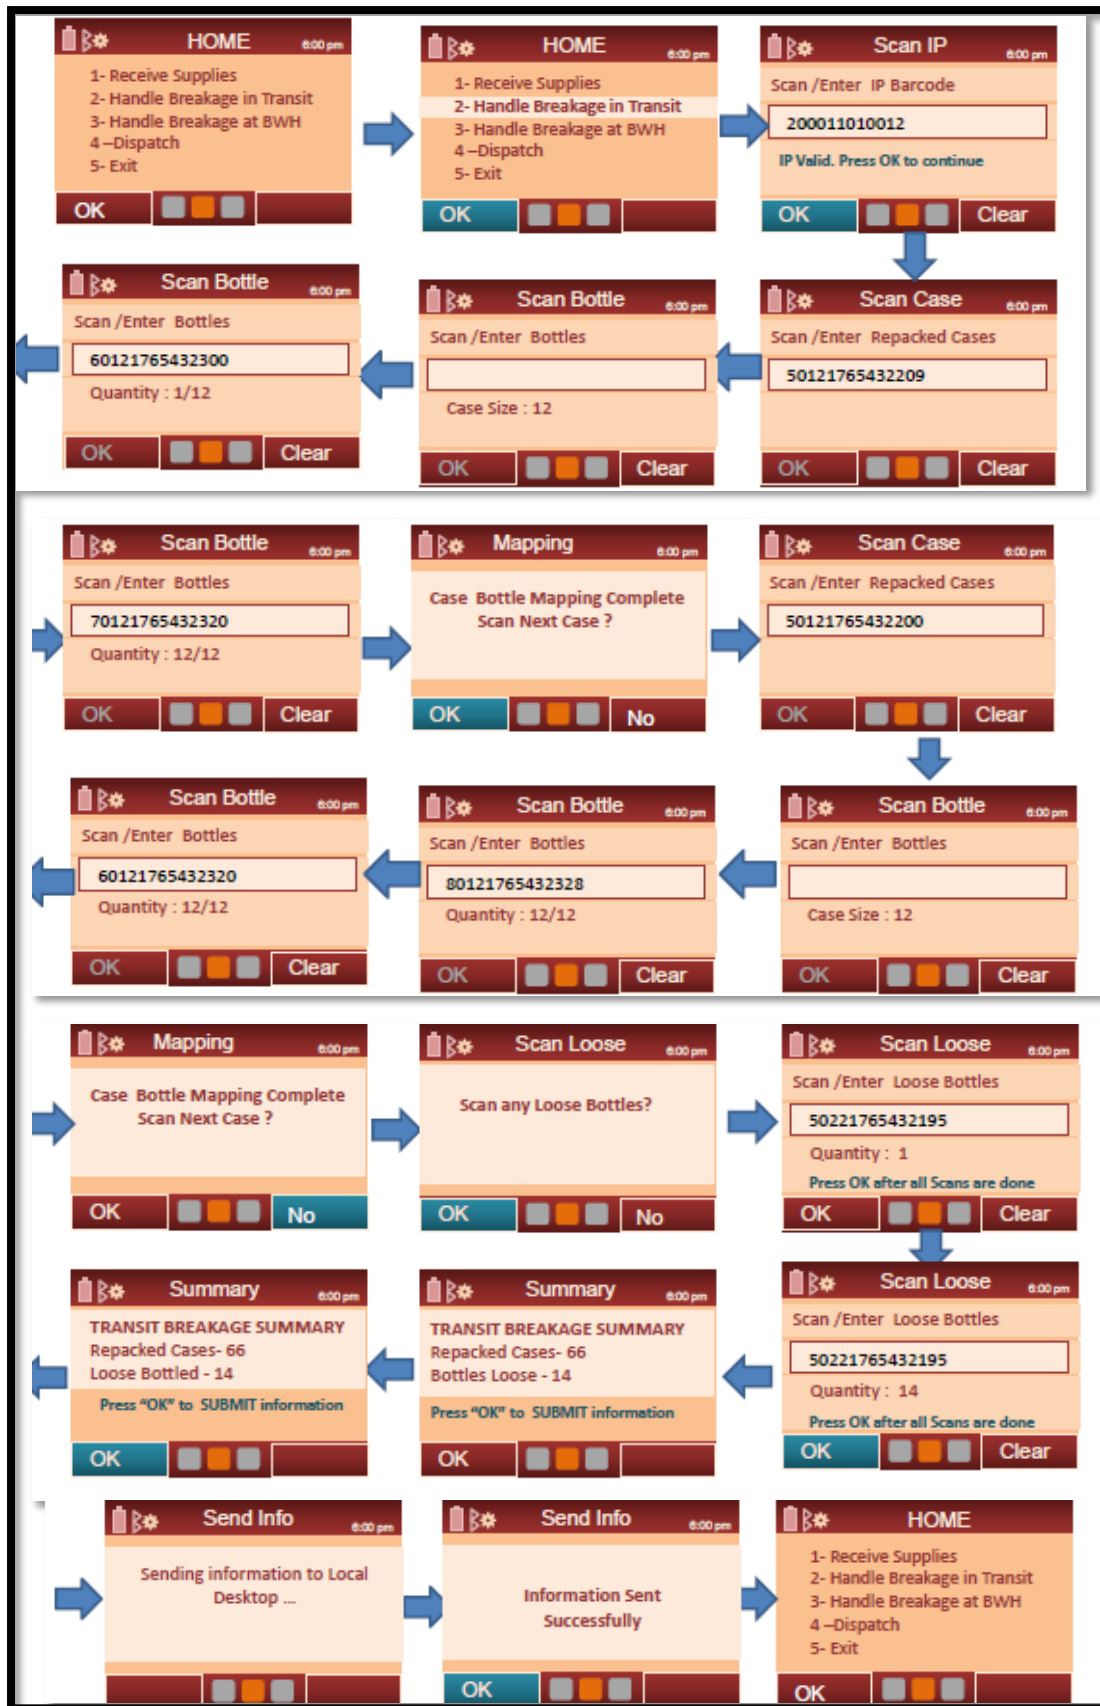 HOME
6:00 pm
1- Receive Supplies
2- Handle Breakage in Transit
3- Handle Breakage at BWH
4 –Dispatch
5- Exit
OK
HOME
6:00 pm
1- Receive Supplies
2- Handle Breakage in Transit
3- Handle Breakage at BWH
4 –Dispatch
5- Exit
OK
Scan IP
6:00 pm
Scan /Enter IP Barcode
200011010012
IP Valid. Press OK to continue
OK Clear
Scan Case
6:00 pm
Scan /Enter Repacked Cases
50121765432209
OK Clear
Scan Bottle
6:00 pm
Scan /Enter Bottles
Case Size : 12
OK Clear
Scan Bottle
6:00 pm
Scan /Enter Bottles
60121765432300
Quantity : 1/12
OK Clear
Scan Bottle
6:00 pm
Scan /Enter Bottles
70121765432320
Quantity : 12/12
OK Clear
Mapping
6:00 pm
Case Bottle Mapping Complete
Scan Next Case ?
OK No
Scan Case
6:00 pm
Scan /Enter Repacked Cases
50121765432200
OK Clear
Scan Bottle
6:00 pm
Scan /Enter Bottles
Case Size : 12
OK Clear
Scan Bottle
6:00 pm
Scan /Enter Bottles
80121765432328
Quantity : 12/12
OK Clear
Scan Bottle
6:00 pm
Scan /Enter Bottles
60121765432320
Quantity : 12/12
OK Clear
Mapping
6:00 pm
Case Bottle Mapping Complete
Scan Next Case ?
OK No
Scan Loose
6:00 pm
Scan any Loose Bottles?
OK No
Scan Loose
6:00 pm
Scan /Enter Loose Bottles
50221765432195
Quantity : 1
Press OK after all Scans are done
OK Clear
Scan Loose
6:00 pm
Scan /Enter Loose Bottles
50221765432195
Quantity : 14
Press OK after all Scans are done
OK Clear
Summary
6:00 pm
TRANSIT BREAKAGE SUMMARY
Repacked Cases- 66
Bottles Loose - 14
Press “OK” to SUBMIT information
OK
Summary
6:00 pm
TRANSIT BREAKAGE SUMMARY
Repacked Cases- 66
Loose Bottled - 14
Press “OK” to SUBMIT information
OK
Send Info
6:00 pm
Sending information to Local
Desktop ...
Send Info
6:00 pm
Information Sent
Successfully
OK
HOME
1- Receive Supplies
2- Handle Breakage in Transit
3- Handle Breakage at BWH
4 –Dispatch
5- Exit
OK